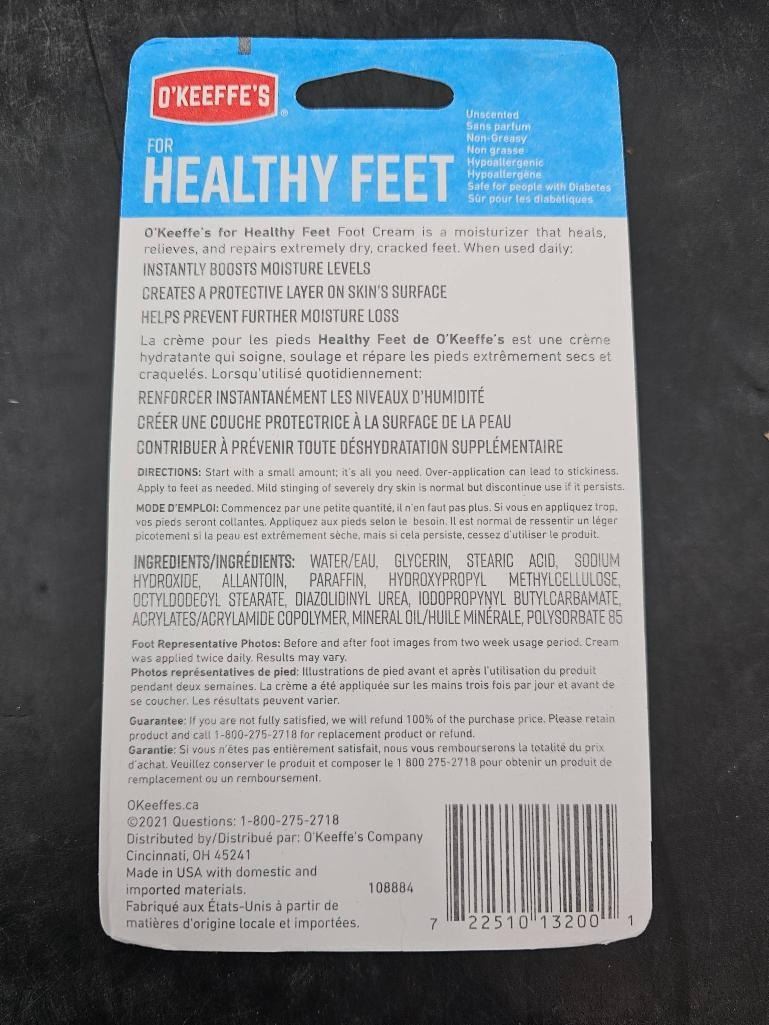 O'KEEFFE'S®
FOR
HEALTHY FEET
Unscented
Sans parfum
Non-Greasy
Non grasse
Hypoallergenic
Hypoallergène
Safe for people with Diabetes
Sûr pour les diabétiques
O'Keeffe's for Healthy Feet Foot Cream is a moisturizer that heals,
relieves, and repairs extremely dry, cracked feet. When used daily:
INSTANTLY BOOSTS MOISTURE LEVELS
CREATES A PROTECTIVE LAYER ON SKIN'S SURFACE
HELPS PREVENT FURTHER MOISTURE LOSS
La crème pour les pieds Healthy Feet de O'Keeffe's est une crème
hydratante qui soigne, soulage et répare les pieds extrêmement secs et
craquelés. Lorsqu'utilisé quotidiennement:
RENFORCER INSTANTANÉMENT LES NIVEAUX D'HUMIDITÉ
CRÉER UNE COUCHE PROTECTRICE À LA SURFACE DE LA PEAU
CONTRIBUER À PRÉVENIR TOUTE DÉSHYDRATATION SUPPLÉMENTAIRE
DIRECTIONS: Start with a small amount; it's all you need. Over-application can lead to stickiness.
Apply to feet as needed. Mild stinging of severely dry skin is normal but discontinue use if it persists.
MODE D'EMPLOI: Commencez par une petite quantité, il n'en faut pas plus. Si vous en appliquez trop,
vos pieds seront collantes. Appliquez aux pieds selon le besoin. Il est normal de ressentir un léger
picotement si la peau est extrêmement sèche, mais si cela persiste, cessez d'utiliser le produit.
INGREDIENTS/INGRÉDIENTS: WATER/EAU, GLYCERIN, STEARIC ACID, SODIUM
HYDROXIDE, ALLANTOIN, PARAFFIN, HYDROXYPROPYL METHYLCELLULOSE,
OCTYLDODECYL STEARATE, DIAZOLIDINYL UREA, IODOPROPYNYL BUTYLCARBAMATE,
ACRYLATES/ACRYLAMIDE COPOLYMER, MINERAL OIL/HUILE MINÉRALE, POLYSORBATE 85
Foot Representative Photos: Before and after foot images from two week usage period. Cream
was applied twice daily. Results may vary.
Photos représentatives de pied: Illustrations de pied avant et après l'utilisation du produit
pendant deux semaines. La crème a été appliquée sur les mains trois fois par jour et avant de
se coucher. Les résultats peuvent varier.
Guarantee: If you are not fully satisfied, we will refund 100% of the purchase price. Please retain
product and call 1-800-275-2718 for replacement product or refund.
Garantie: Si vous n'êtes pas entièrement satisfait, nous vous rembourserons la totalité du prix
d'achat. Veuillez conserver le produit et composer le 1 800 275-2718 pour obtenir un produit de
remplacement ou un remboursement.
OKeeffes.ca
©2021 Questions: 1-800-275-2718
Distributed by/Distribué par: O'Keeffe's Company
Cincinnati, OH 45241
Made in USA with domestic and
imported materials.
Fabriqué aux États-Unis à partir de
matières d'origine locale et importées.
108884
7 22510 13200 1